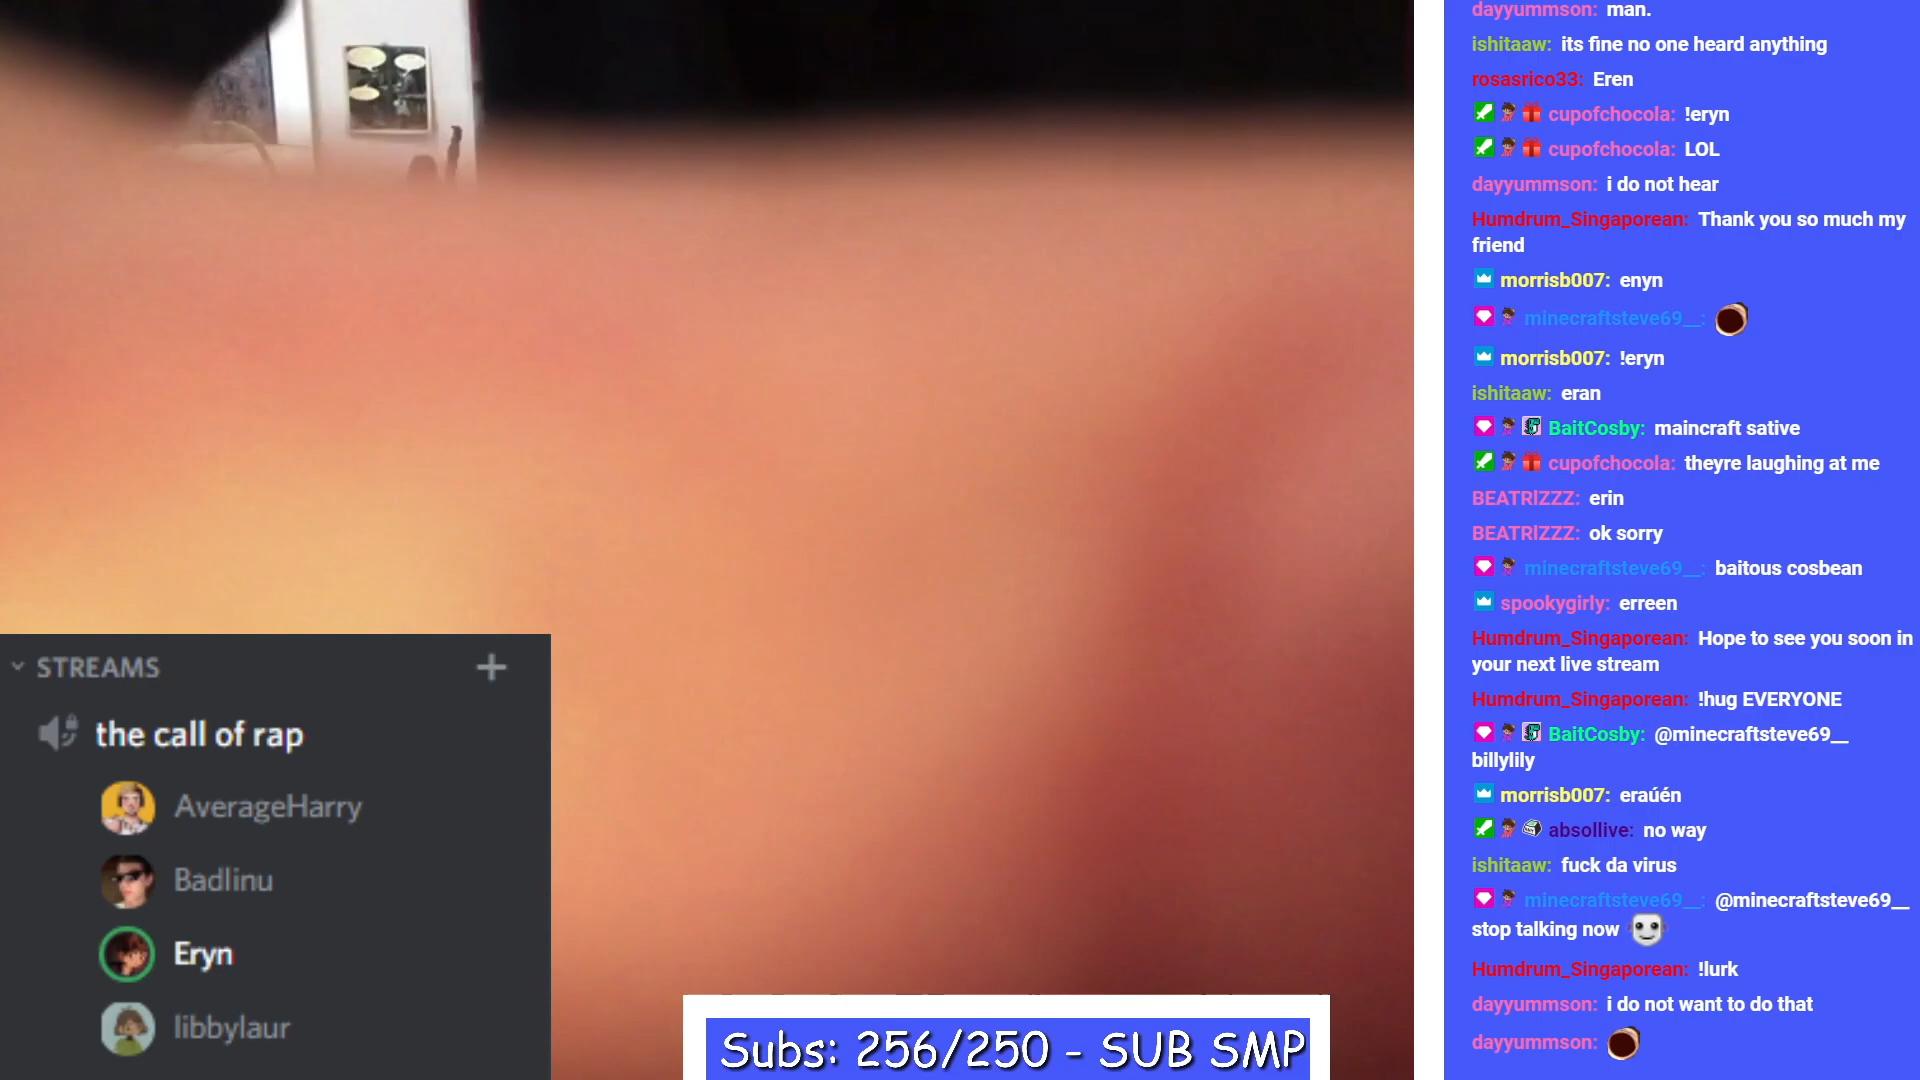 STREAMS
the call of rap
AverageHarry
Badlinu
Eryn
libbylaur
Subs: 256/250 - SUB SMP
dayyummson: man.
ishitaaw: its fine no one heard anything
rosasrico33: Eren
cupofchocola: !eryn
cupofchocola: LOL
dayyummson: i do not hear
Humdrum_Singaporean: Thank you so much my
friend
morrisb007: enyn
minecraftsteve69__:
morrisb007: !eryn
ishitaaw: eran
BaitCosby: maincraft sative
cupofchocola: theyre laughing at me
BEATRIZZZ: erin
BEATRIZZZ: ok sorry
minecraftsteve69__: baitous cosbean
spookygirly: erreen
Humdrum_Singaporean: Hope to see you soon in
your next live stream
Humdrum_Singaporean: !hug EVERYONE
BaitCosby: @minecraftsteve69__
billylily
morrisb007: eraúén
absollive: no way
ishitaaw: fuck da virus
minecraftsteve69__: @minecraftsteve69__
stop talking now
Humdrum_Singaporean: !lurk
dayyummson: i do not want to do that
dayyummson: